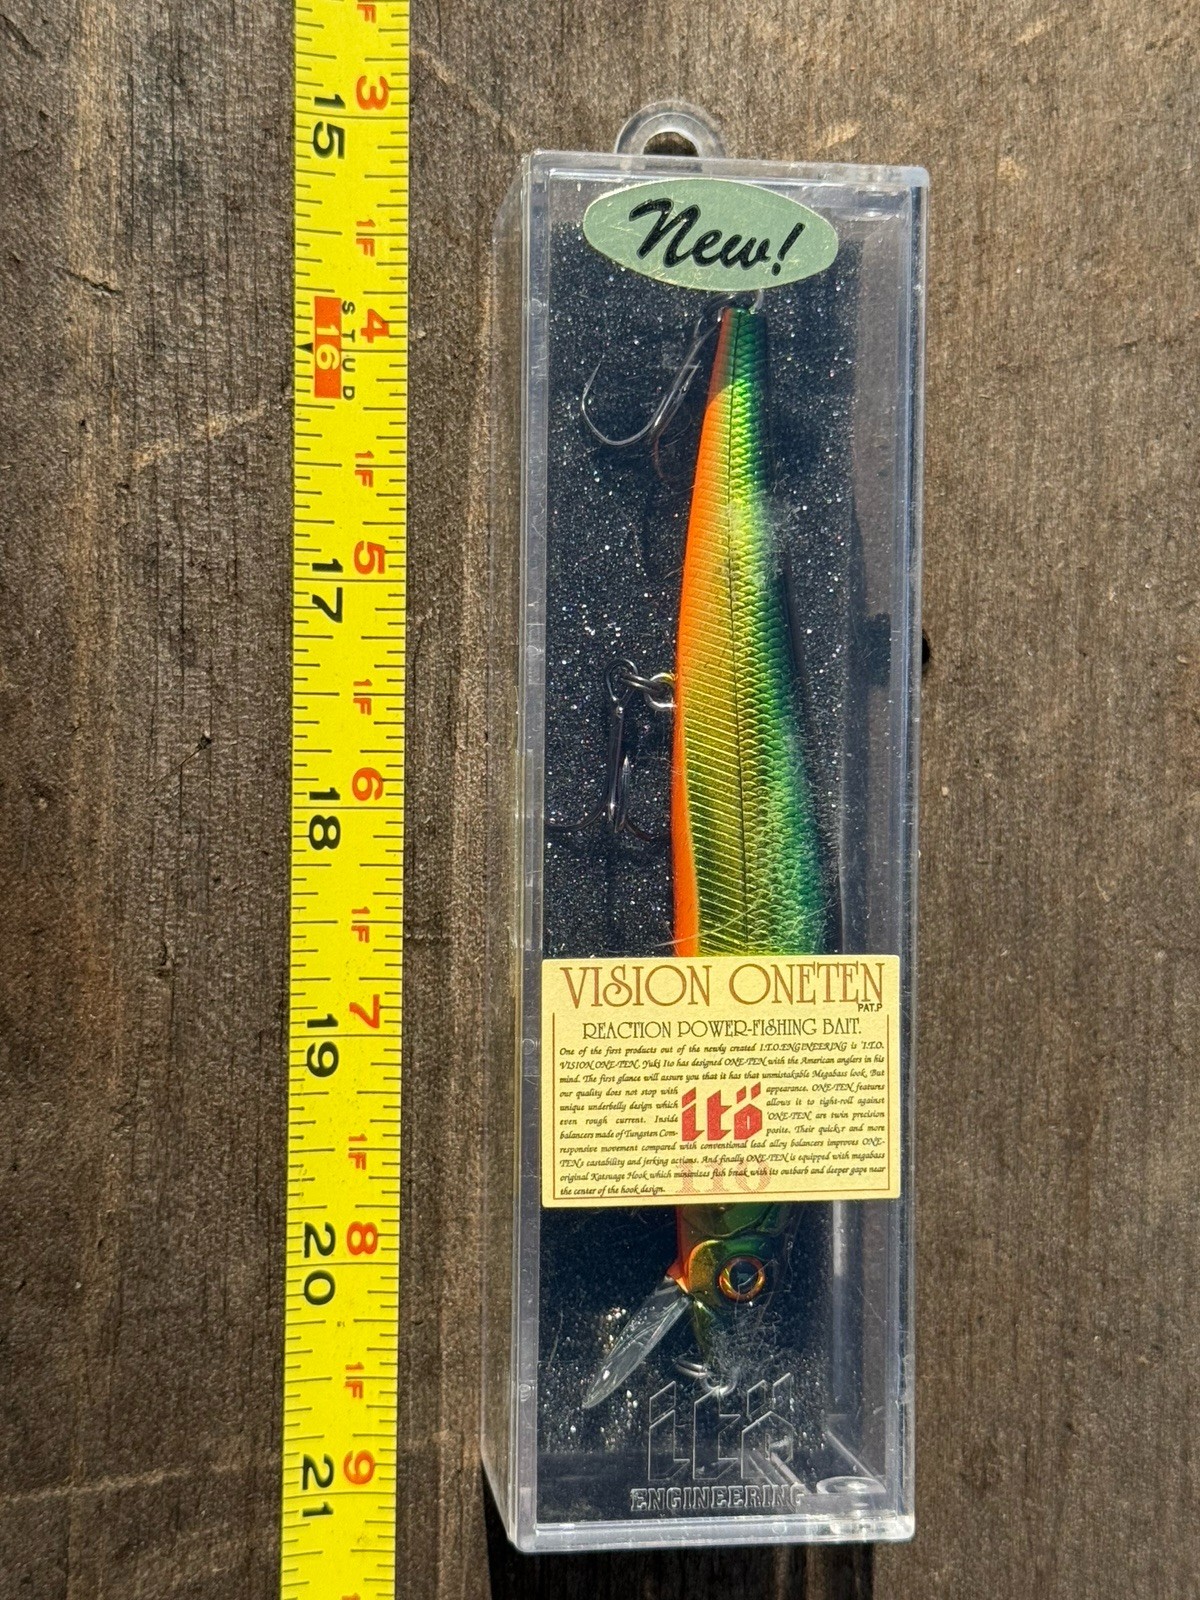 1F
3
15
1F
4
STUD
16
1F
5
17
1F
6
18
1F
7
19
1F
8
20
1F
9
21
New!
VISION ONETEN
PAT.P
REACTION POWER-FISHING BAIT.
One of the first products out of the newly created I.T.O.ENGINEERING is 'I.T.O.
VISION ONE-TEN'. Yuki Ito has designed ONE-TEN with the American anglers in his
mind. The first glance will assure you that it has that unmistakable Megabass look. But
our quality does not stop with appearance. ONE-TEN features
unique underbelly design which allows it to tight-roll against
even rough current. Inside 'ONE-TEN' are twin precision
balancers made of Tungsten Com- posite. Their quicker and more
itö
responsive movement compared with conventional lead alloy balancers improves ONE-
TEN's castability and jerking actions. And finally ONE-TEN is equipped with megabass
original Katsuage Hook which minimizes fish break with its outbarb and deeper gape near
the center of the hook design.
110
itö
ENGINEERING